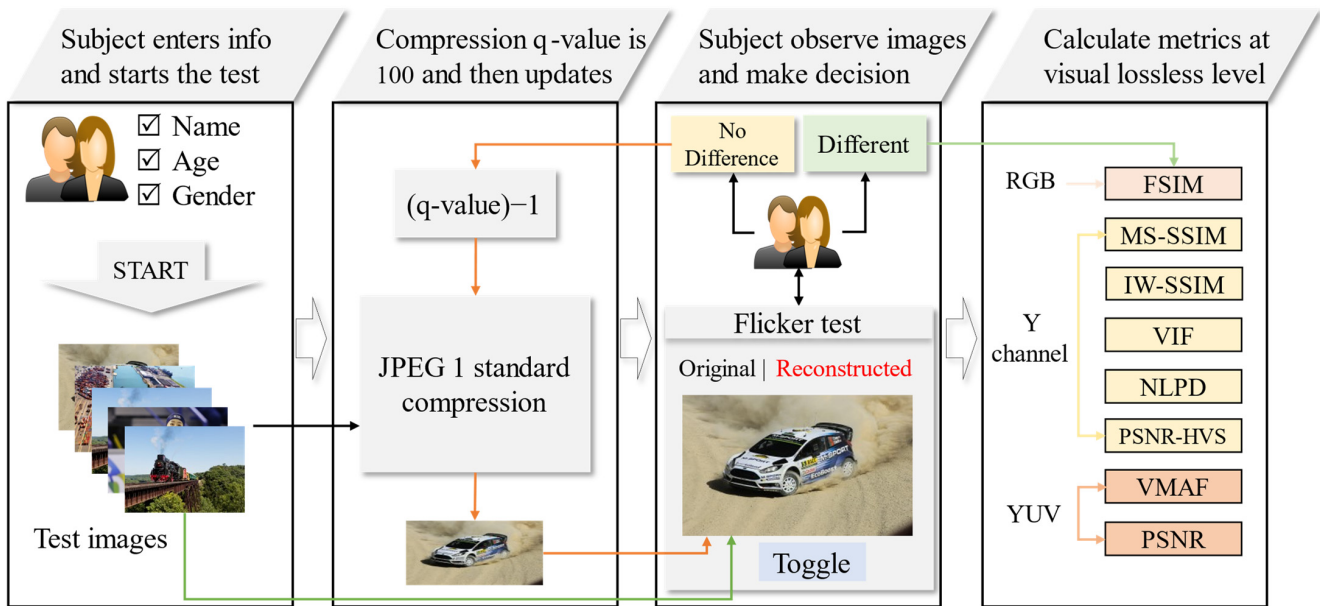 Subject enters info
and starts the test
Compression q-value is
100 and then updates
Subject observe images
and make decision
Calculate metrics at
visual lossless level
☑ Name
☑ Age
☑ Gender
START
Test images
(q-value)−1
JPEG 1 standard
compression
No
Difference
Different
Flicker test
Original | Reconstructed
M-SPORT
EcoBoost
Toggle
RGB
FSIM
Y
channel
MS-SSIM
IW-SSIM
VIF
NLPD
PSNR-HVS
YUV
VMAF
PSNR